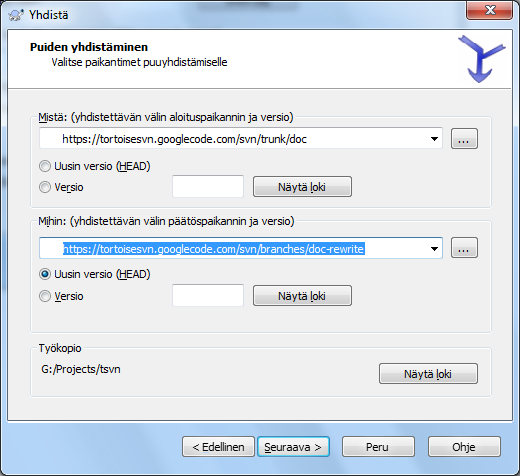 Yhdistä
Puiden yhdistäminen
Valitse paikantimet puuyhdistämiselle
Mistä: (yhdistettävän välin aloituspaikannin ja versio)
https://tortoisesvn.googlecode.com/svn/trunk/doc
...
Uusin versio (HEAD)
Versio
Näytä loki
Mihin: (yhdistettävän välin päätöspaikannin ja versio)
https://tortoisesvn.googlecode.com/svn/branches/doc-rewrite
...
Uusin versio (HEAD)
Versio
Näytä loki
Työkopio
G:/Projects/tsvn
Näytä loki
< Edellinen
Seuraava >
Peru
Ohje